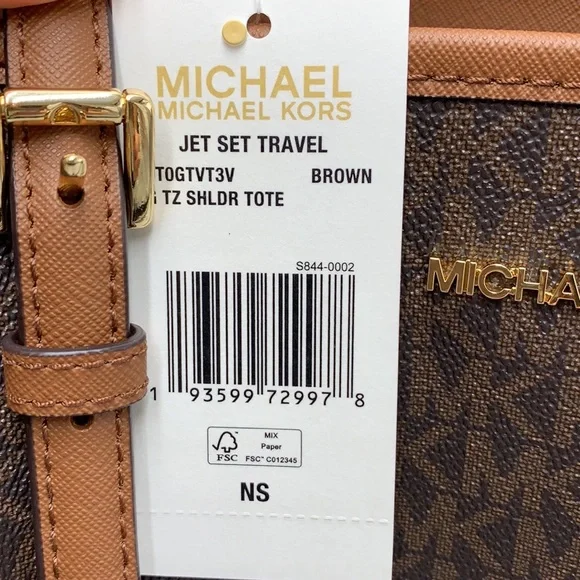 MICHAEL
MICHAEL KORS
JET SET TRAVEL
T0GTVT3V BROWN
TZ SHLDR TOTE
S844-0002
1 93599 72997 8
FSC
MIX
Paper
FSC™ C012345
NS
MICHA